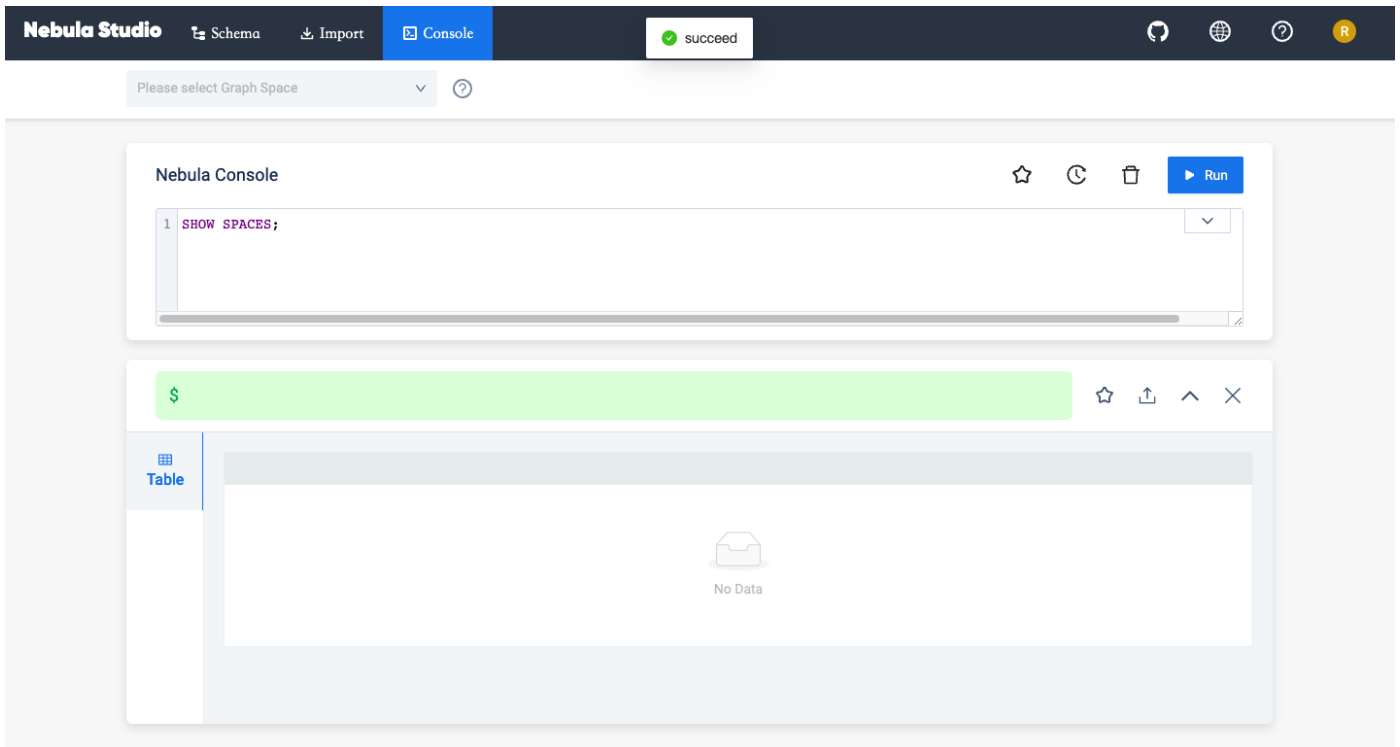 Nebula Studio Schema Import Console succeed R
Please select Graph Space
Nebula Console Run
1 SHOW SPACES;
$
Table
No Data